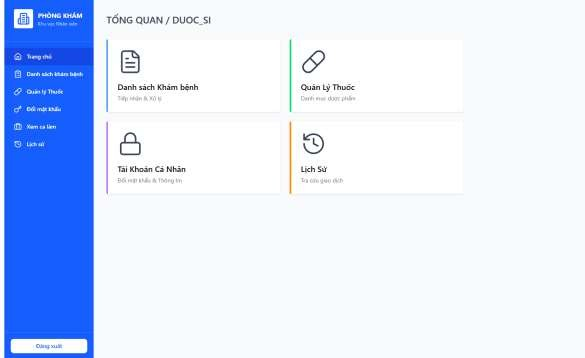 PHÒNG KHÁM
Khu vực Nhân viên
Trang chủ
Danh sách khám bệnh
Quản lý Thuốc
Đổi mật khẩu
Xem ca làm
Lịch sử
Đăng xuất
TỔNG QUAN / DUOC_SI
Danh sách Khám bệnh
Tiếp nhận & Xử lý
Quản Lý Thuốc
Danh mục dược phẩm
Tài Khoản Cá Nhân
Đổi mật khẩu & Thông tin
Lịch Sử
Tra cứu giao dịch